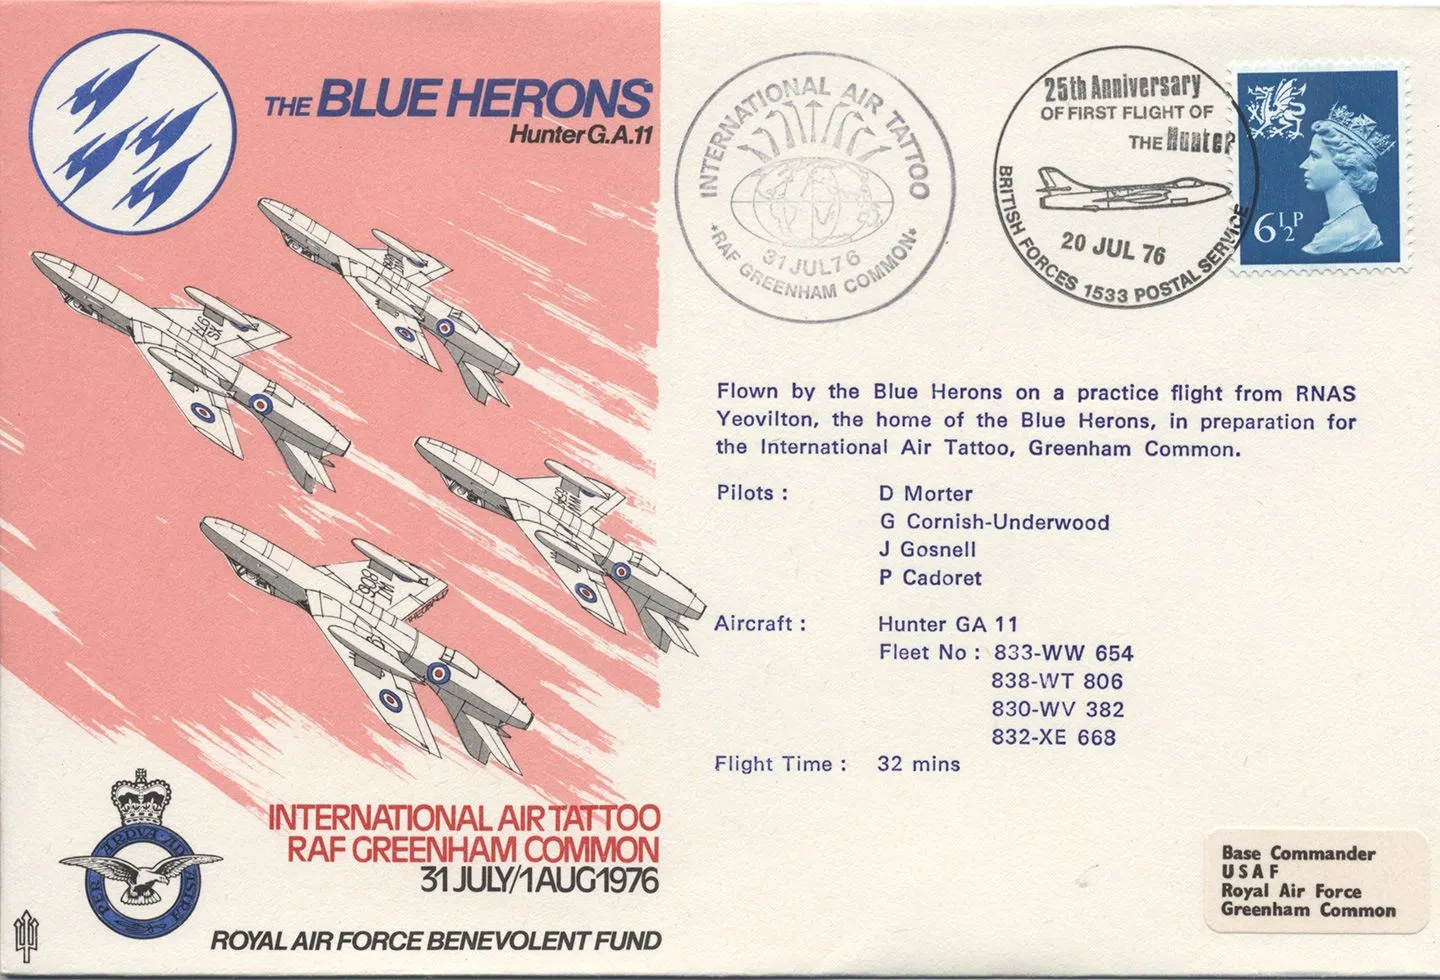 THE BLUE HERONS
Hunter G.A.11
INTERNATIONAL AIR TATTOO
31 JUL 76
*RAF GREENHAM COMMON*
25th Anniversary
OF FIRST FLIGHT OF
THE Hunter
20 JUL 76
BRITISH FORCES 1533 POSTAL SERVICE
6½P
Flown by the Blue Herons on a practice flight from RNAS
Yeovilton, the home of the Blue Herons, in preparation for
the International Air Tattoo, Greenham Common.
Pilots : D Morter
G Cornish-Underwood
J Gosnell
P Cadoret
Aircraft : Hunter GA 11
Fleet No : 833-WW 654
838-WT 806
830-WV 382
832-XE 668
Flight Time : 32 mins
INTERNATIONAL AIR TATTOO
RAF GREENHAM COMMON
31 JULY/1 AUG 1976
PER ARDVA AD ASTRA
ROYAL AIR FORCE BENEVOLENT FUND
Base Commander
U S A F
Royal Air Force
Greenham Common